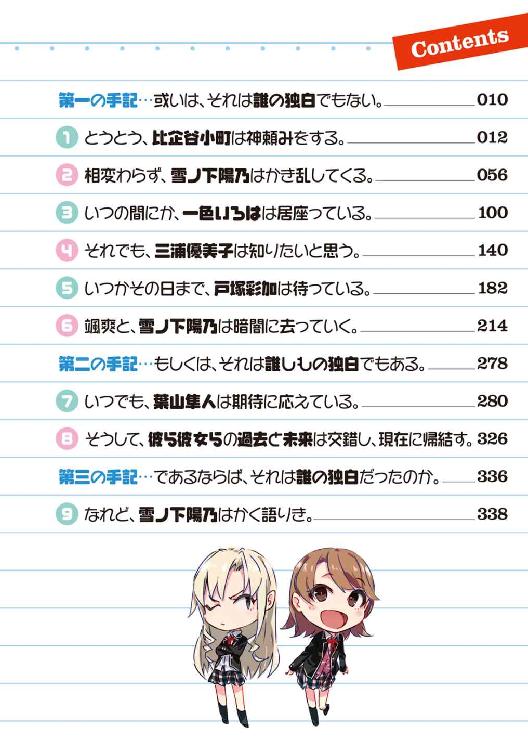 Contents
第一の手記…或いは、それは誰の独白でもない。 010
1 とうとう、比企谷小町は神頼みをする。 012
2 相変わらず、雪ノ下陽乃はかき乱してくる。 056
3 いつの間にか、一色いろはは居座っている。 100
4 それでも、三浦優美子は知りたいと思う。 140
5 いつかその日まで、戸塚彩加は待っている。 182
6 颯爽と、雪ノ下陽乃は暗闇に去っていく。 214
第二の手記…もしくは、それは誰しもの独白でもある。 278
7 いつでも、葉山隼人は期待に応えている。 280
8 そうして、彼ら彼女らの過去と未来は交錯し、現在に帰結す。 326
第三の手記…であるならば、それは誰の独白だったのか。 336
9 なれど、雪ノ下陽乃はかく語りき。 338